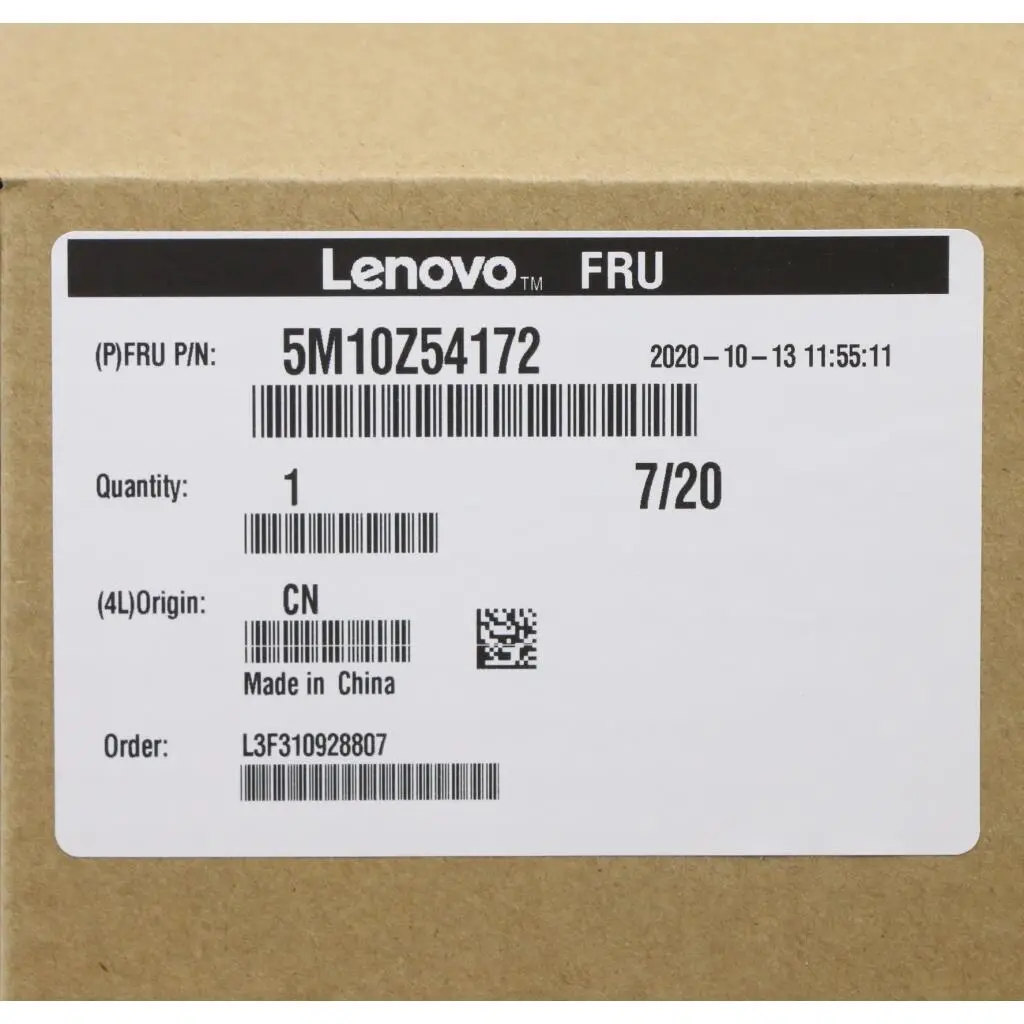 Lenovo™ FRU
(P)FRU P/N: 5M10Z54172 2020-10-13 11:55:11
Quantity: 1 7/20
(4L)Origin: CN
Made in China
Order: L3F310928807